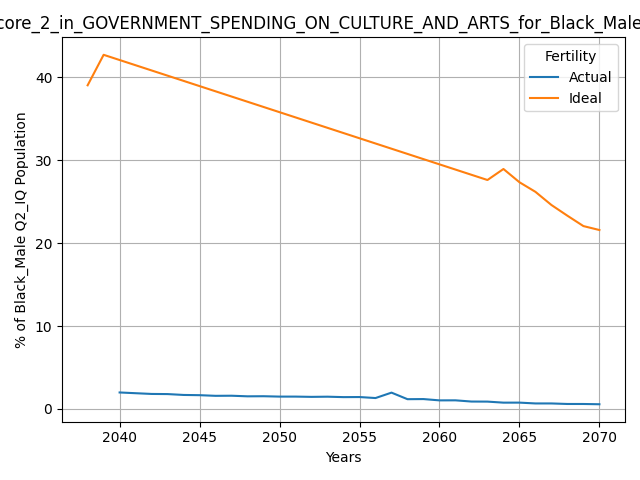 core_2_in_GOVERNMENT_SPENDING_ON_CULTURE_AND_ARTS_for_Black_Male
Fertility
Actual
Ideal
% of Black_Male Q2_IQ Population
40
30
20
10
0
2040 2045 2050 2055 2060 2065 2070
Years